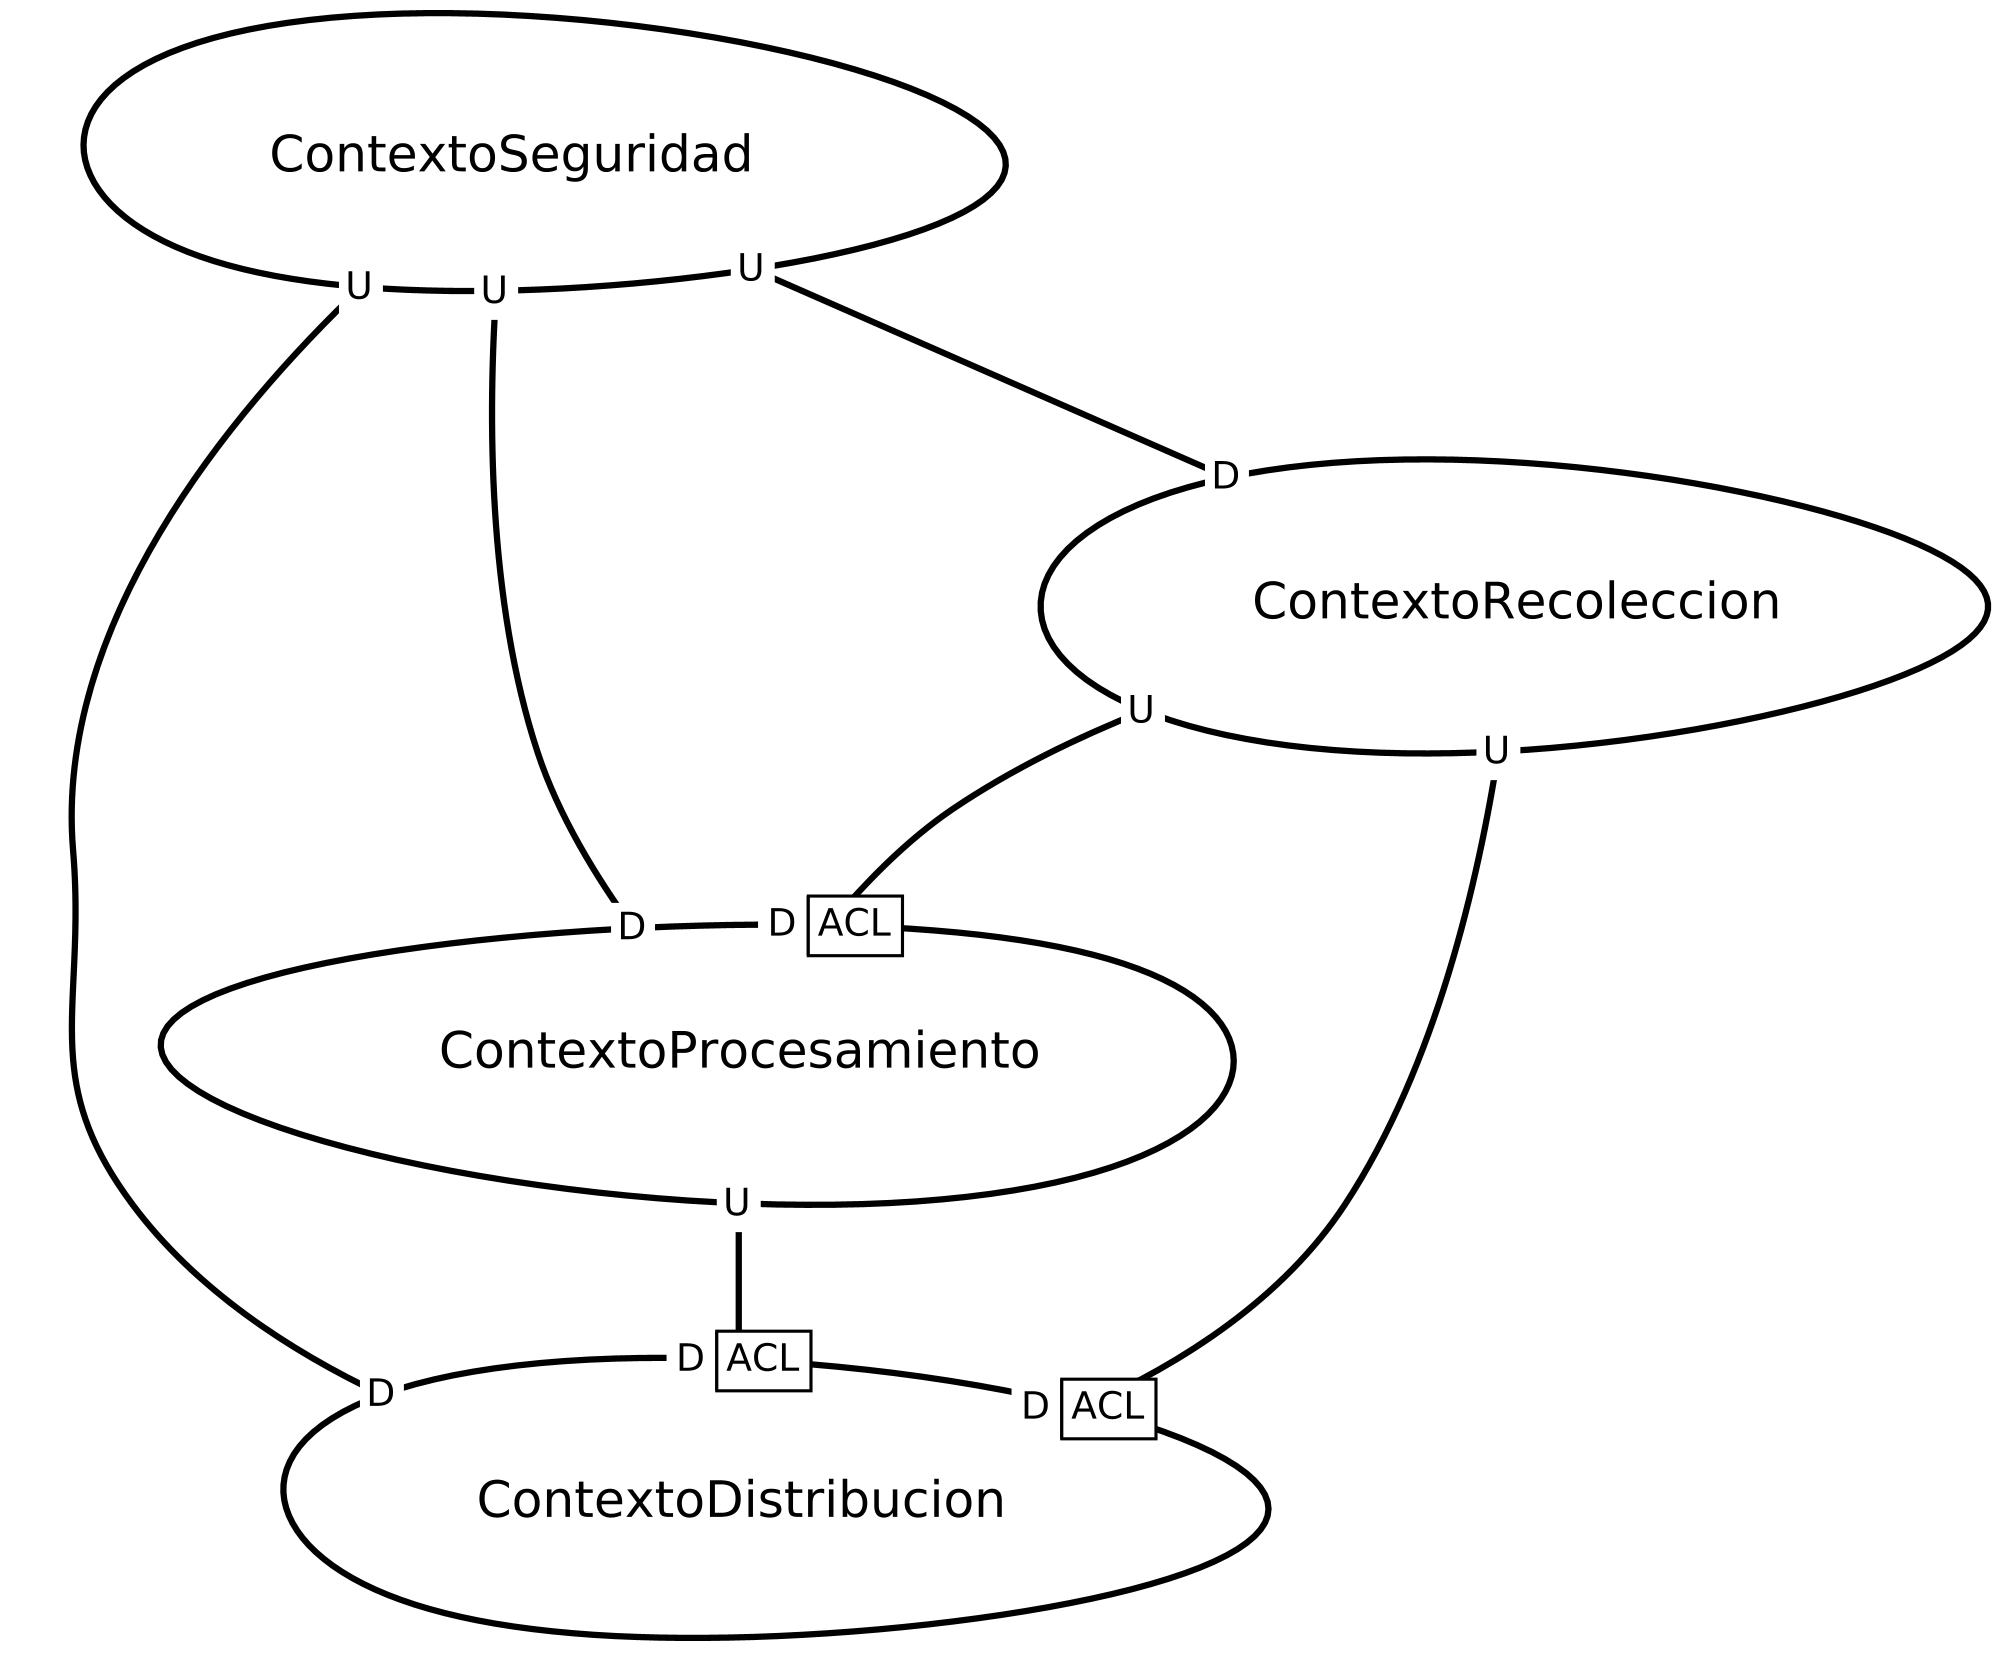 ContextoSeguridad
U
U
U
D
ContextoRecoleccion
U
U
D
D ACL
ContextoProcesamiento
U
D ACL
D
D ACL
ContextoDistribucion